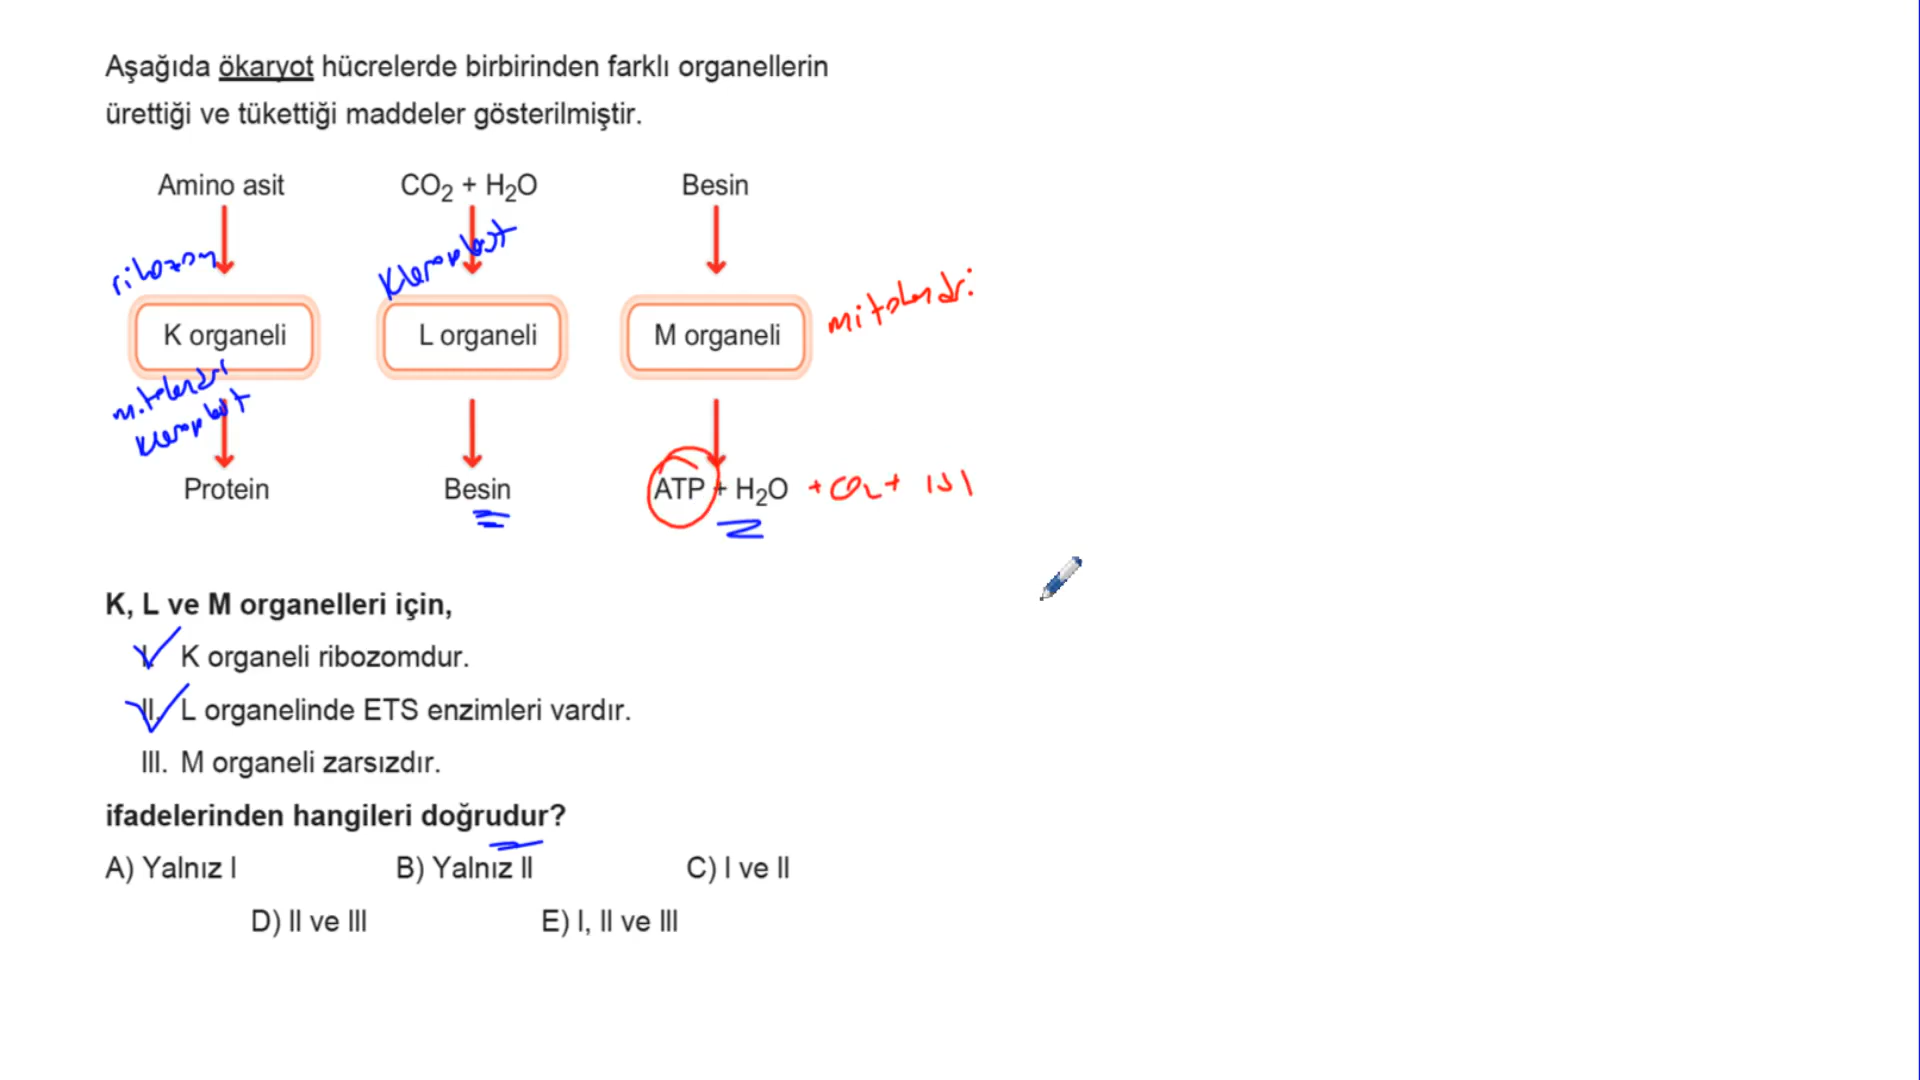 Aşağıda ökaryot hücrelerde birbirinden farklı organellerin
ürettiği ve tükettiği maddeler gösterilmiştir.
Amino asit CO₂ + H₂O Besin
ribozom Kloroplast
K organeli L organeli M organeli mitokondri
mitokondri
kloroplast
Protein Besin ATP + H₂O + CO₂ + ısı
K, L ve M organelleri için,
I. K organeli ribozomdur.
II. L organelinde ETS enzimleri vardır.
III. M organeli zarsızdır.
ifadelerinden hangileri doğrudur?
A) Yalnız I B) Yalnız II C) I ve II
D) II ve III E) I, II ve III